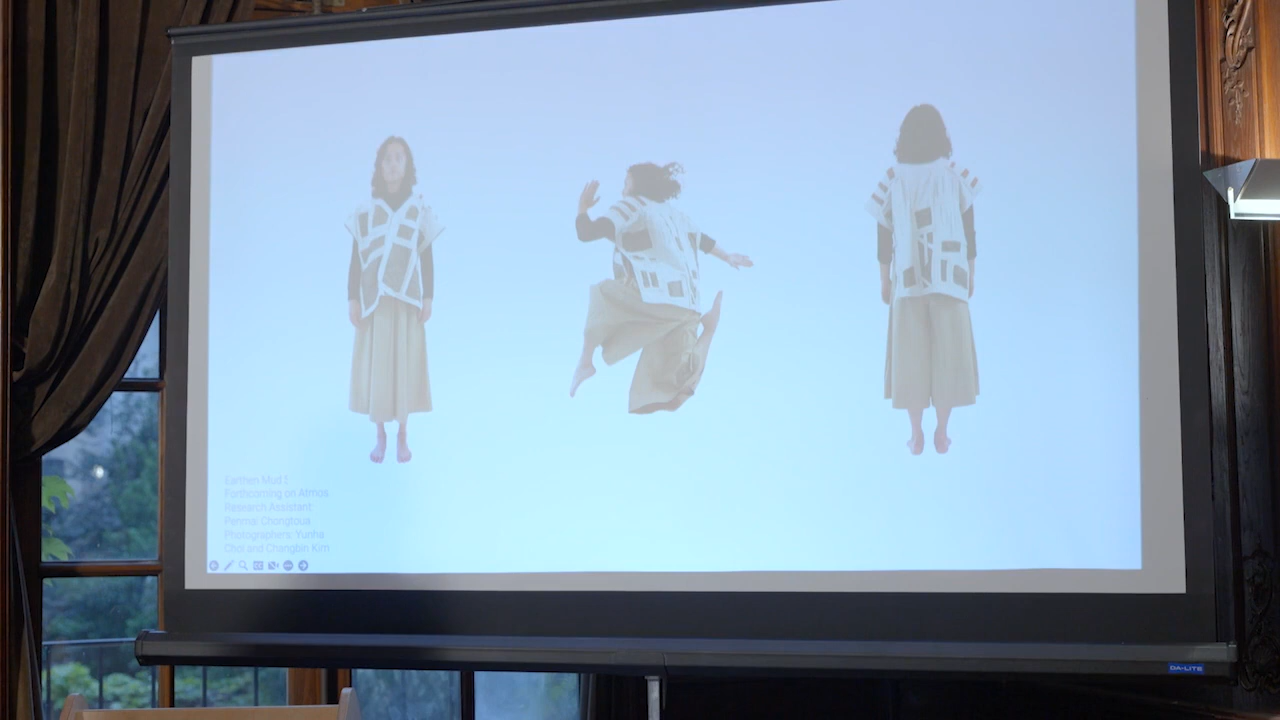 Earthen Mud I
Forthcoming on Atmos
Research Assistant:
Penmai Chongtoua
Photographers: Yunha
Choi and Changbin Kim
DA-LITE